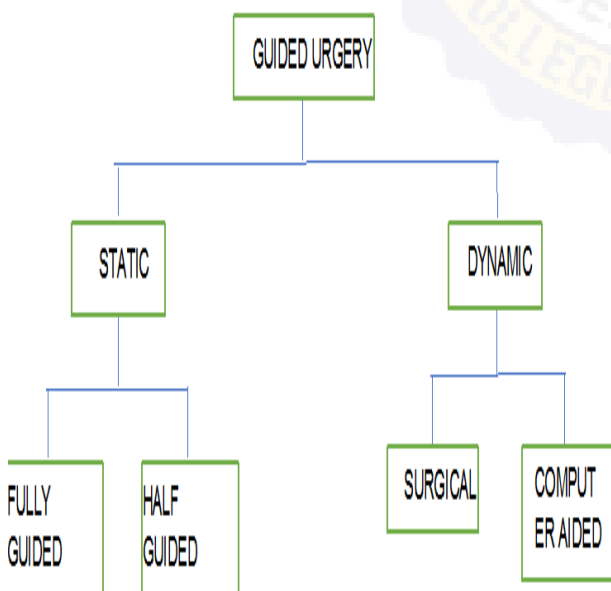 GUIDED URGERY
STATIC
DYNAMIC
FULLY
GUIDED
HALF
GUIDED
SURGICAL
COMPUT
ER AIDED